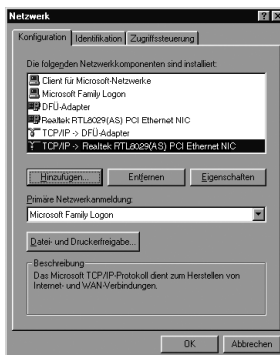 Netzwerk
Konfiguration Identifikation Zugriffssteuerung
Die folgenden Netzwerkkomponenten sind installiert:
Client für Microsoft-Netzwerke
Microsoft Family Logon
DFÜ-Adapter
Realtek RTL8029(AS) PCI Ethernet NIC
TCP/IP -> DFÜ-Adapter
TCP/IP -> Realtek RTL8029(AS) PCI Ethernet NIC
Hinzufügen... Entfernen Eigenschaften
Primäre Netzwerkanmeldung:
Microsoft Family Logon
Datei- und Druckerfreigabe...
Beschreibung
Das Microsoft TCP/IP-Protokoll dient zum Herstellen von
Internet- und WAN-Verbindungen.
OK Abbrechen